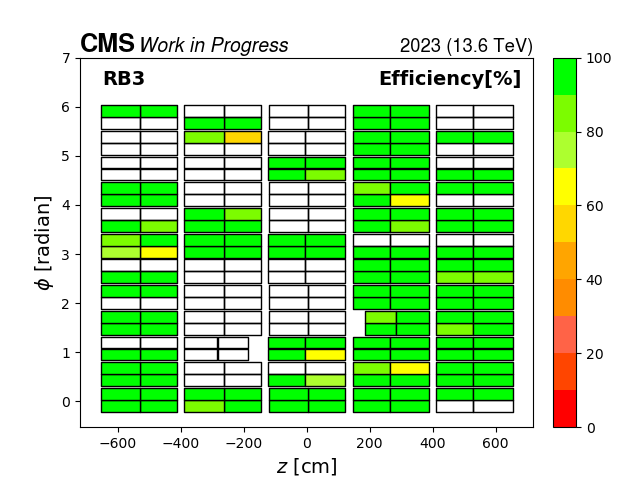 CMS Work in Progress 2023 (13.6 TeV)
RB3 Efficiency[%]
7
6
5
4
3
2
1
0
ϕ [radian]
−600 −400 −200 0 200 400 600
z [cm]
100
80
60
40
20
0